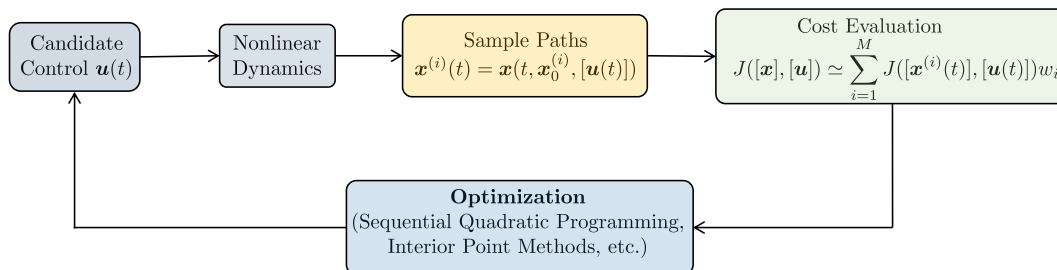 Candidate
Control u(t)
Nonlinear
Dynamics
Sample Paths
x^{(i)}(t) = x(t, x_0^{(i)}, [u(t)])
Cost Evaluation
J([x], [u]) ≃ \sum_{i=1}^{M} J([x^{(i)}(t)], [u(t)])w_i
Optimization
(Sequential Quadratic Programming,
Interior Point Methods, etc.)